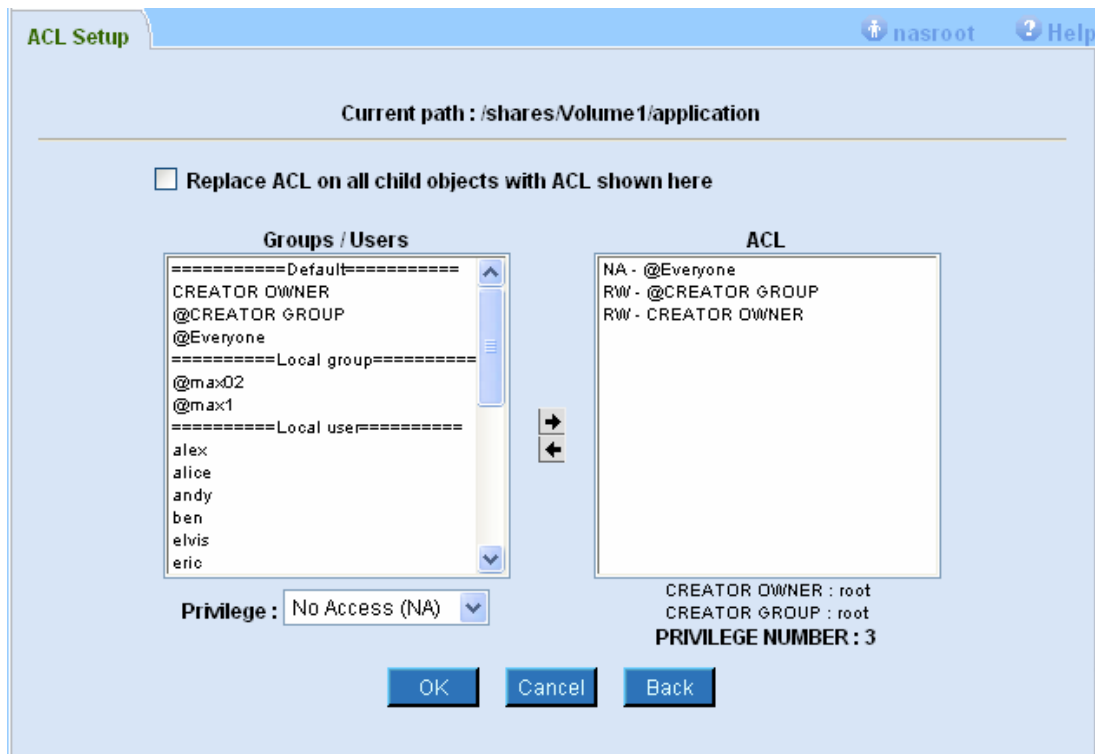 ACL Setup
nasroot
Help
Current path : /shares/Volume1/application
Replace ACL on all child objects with ACL shown here
Groups / Users
===========Default===========
CREATOR OWNER
@CREATOR GROUP
@Everyone
==========Local group==========
@max02
@max1
==========Local user==========
alex
alice
andy
ben
elvis
eric
Privilege : No Access (NA)
ACL
NA - @Everyone
RW - @CREATOR GROUP
RW - CREATOR OWNER
CREATOR OWNER : root
CREATOR GROUP : root
PRIVILEGE NUMBER : 3
OK
Cancel
Back